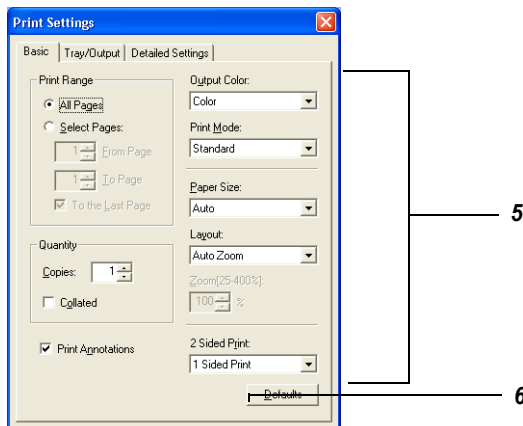 Print Settings
Basic Tray/Output Detailed Settings
Print Range
All Pages
Select Pages:
1 From Page
1 To Page
To the Last Page
Quantity
Copies: 1
Collated
Print Annotations
Output Color:
Color
Print Mode:
Standard
Paper Size:
Auto
Layout:
Auto Zoom
Zoom[25-400%]:
100 %
2 Sided Print:
1 Sided Print
Defaults
5
6